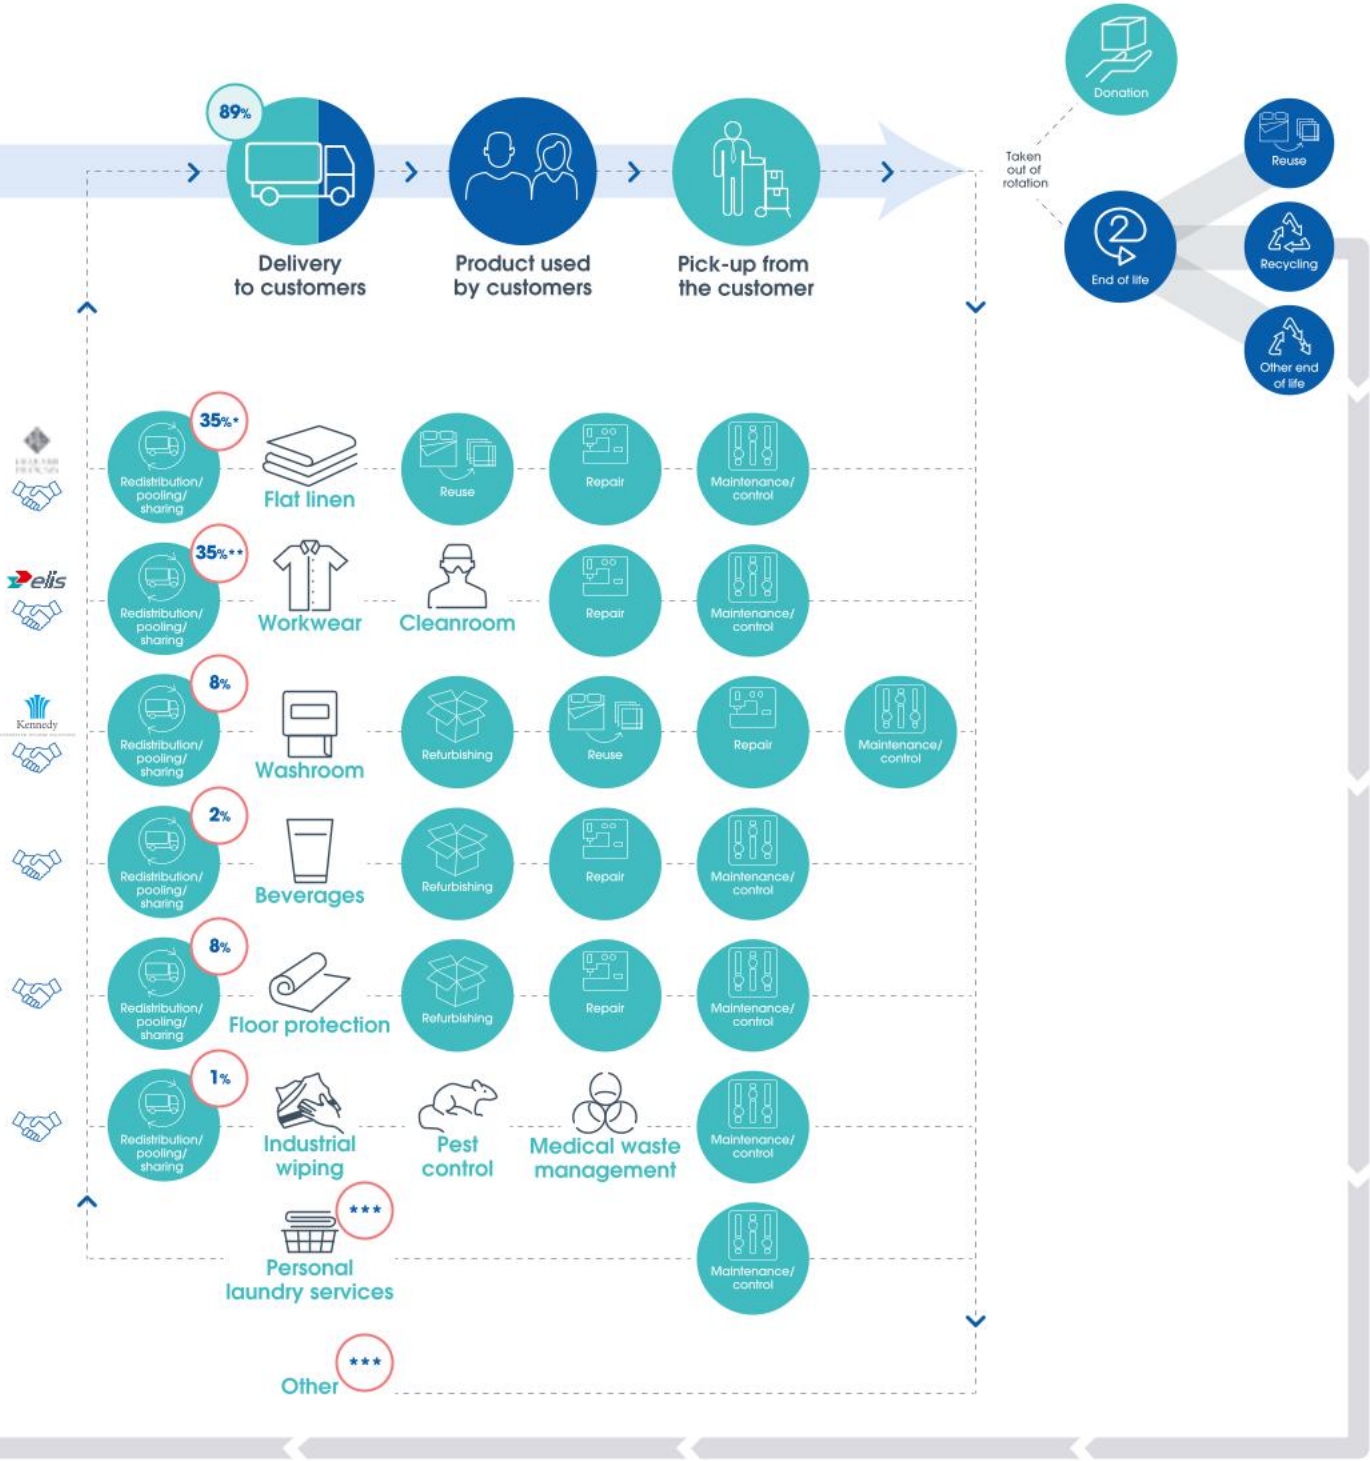 Donation
89%
Taken
out of
rotation
Reuse
2
End of life
Recycling
Other end
of life
Delivery
to customers
Product used
by customers
Pick-up from
the customer
35%*
Redistribution/
pooling/
sharing
Flat linen
Reuse
Repair
Maintenance/
control
elis
35%**
Redistribution/
pooling/
sharing
Workwear
Cleanroom
Repair
Maintenance/
control
Kennedy
8%
Redistribution/
pooling/
sharing
Washroom
Refurbishing
Reuse
Repair
Maintenance/
control
2%
Redistribution/
pooling/
sharing
Beverages
Refurbishing
Repair
Maintenance/
control
8%
Redistribution/
pooling/
sharing
Floor protection
Refurbishing
Repair
Maintenance/
control
1%
Redistribution/
pooling/
sharing
Industrial
wiping
Pest
control
Medical waste
management
Maintenance/
control
***
Personal
laundry services
Maintenance/
control
***
Other